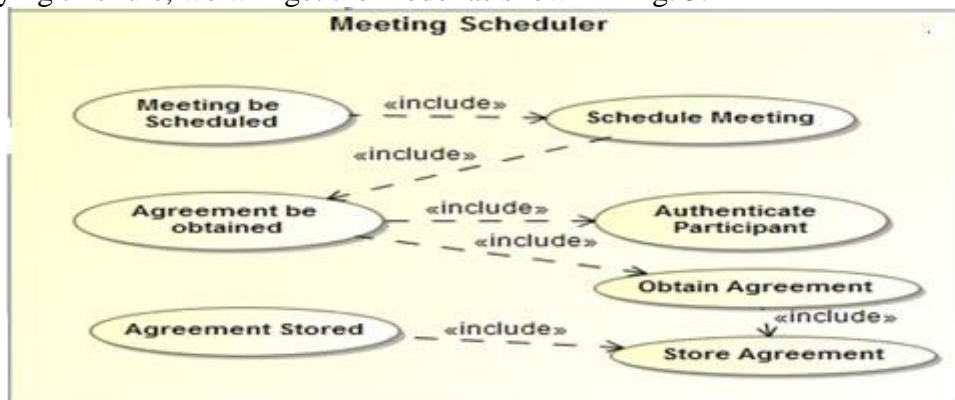 Meeting Scheduler
Meeting be
Scheduled
«include»
Schedule Meeting
«include»
Agreement be
obtained
«include»
Authenticate
Participant
«include»
Obtain Agreement
«include»
Agreement Stored
«include»
Store Agreement